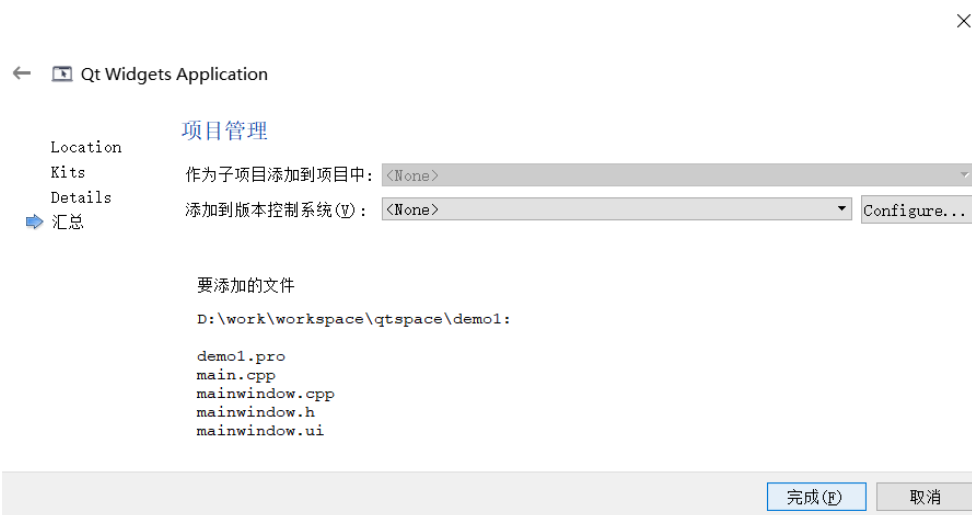 Qt Widgets Application
项目管理
Location
Kits
Details
汇总
作为子项目添加到项目中: <None>
添加到版本控制系统(V): <None> Configure...
要添加的文件
D:\work\workspace\qtspace\demo1:
demo1.pro
main.cpp
mainwindow.cpp
mainwindow.h
mainwindow.ui
完成(F) 取消